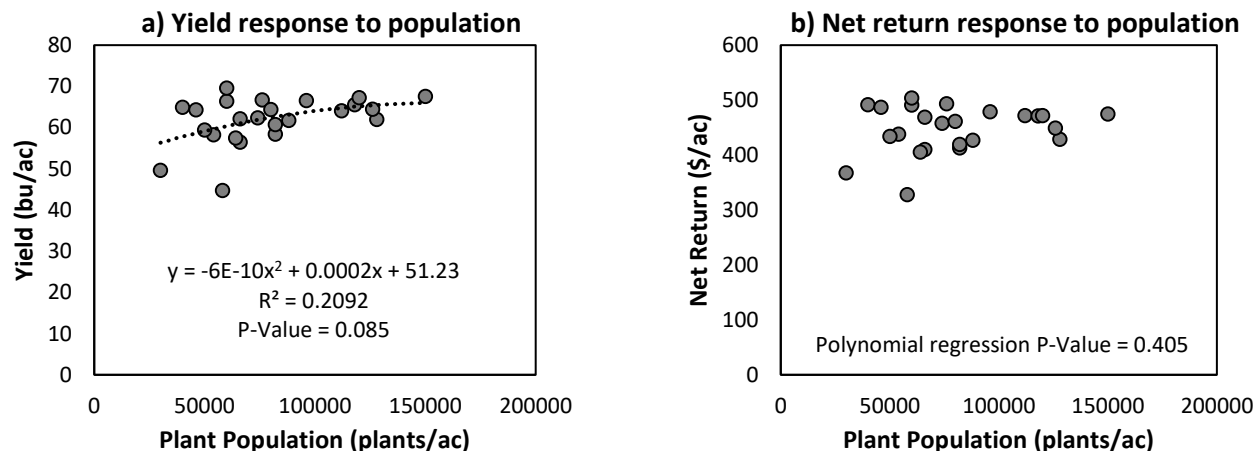 a) Yield response to population
80
70
60
50
40
30
20
10
0
Yield (bu/ac)
y = -6E-10x² + 0.0002x + 51.23
R² = 0.2092
P-Value = 0.085
0 50000 100000 150000 200000
Plant Population (plants/ac)
b) Net return response to population
600
500
400
300
200
100
0
Net Return ($/ac)
Polynomial regression P-Value = 0.405
0 50000 100000 150000 200000
Plant Population (plants/ac)